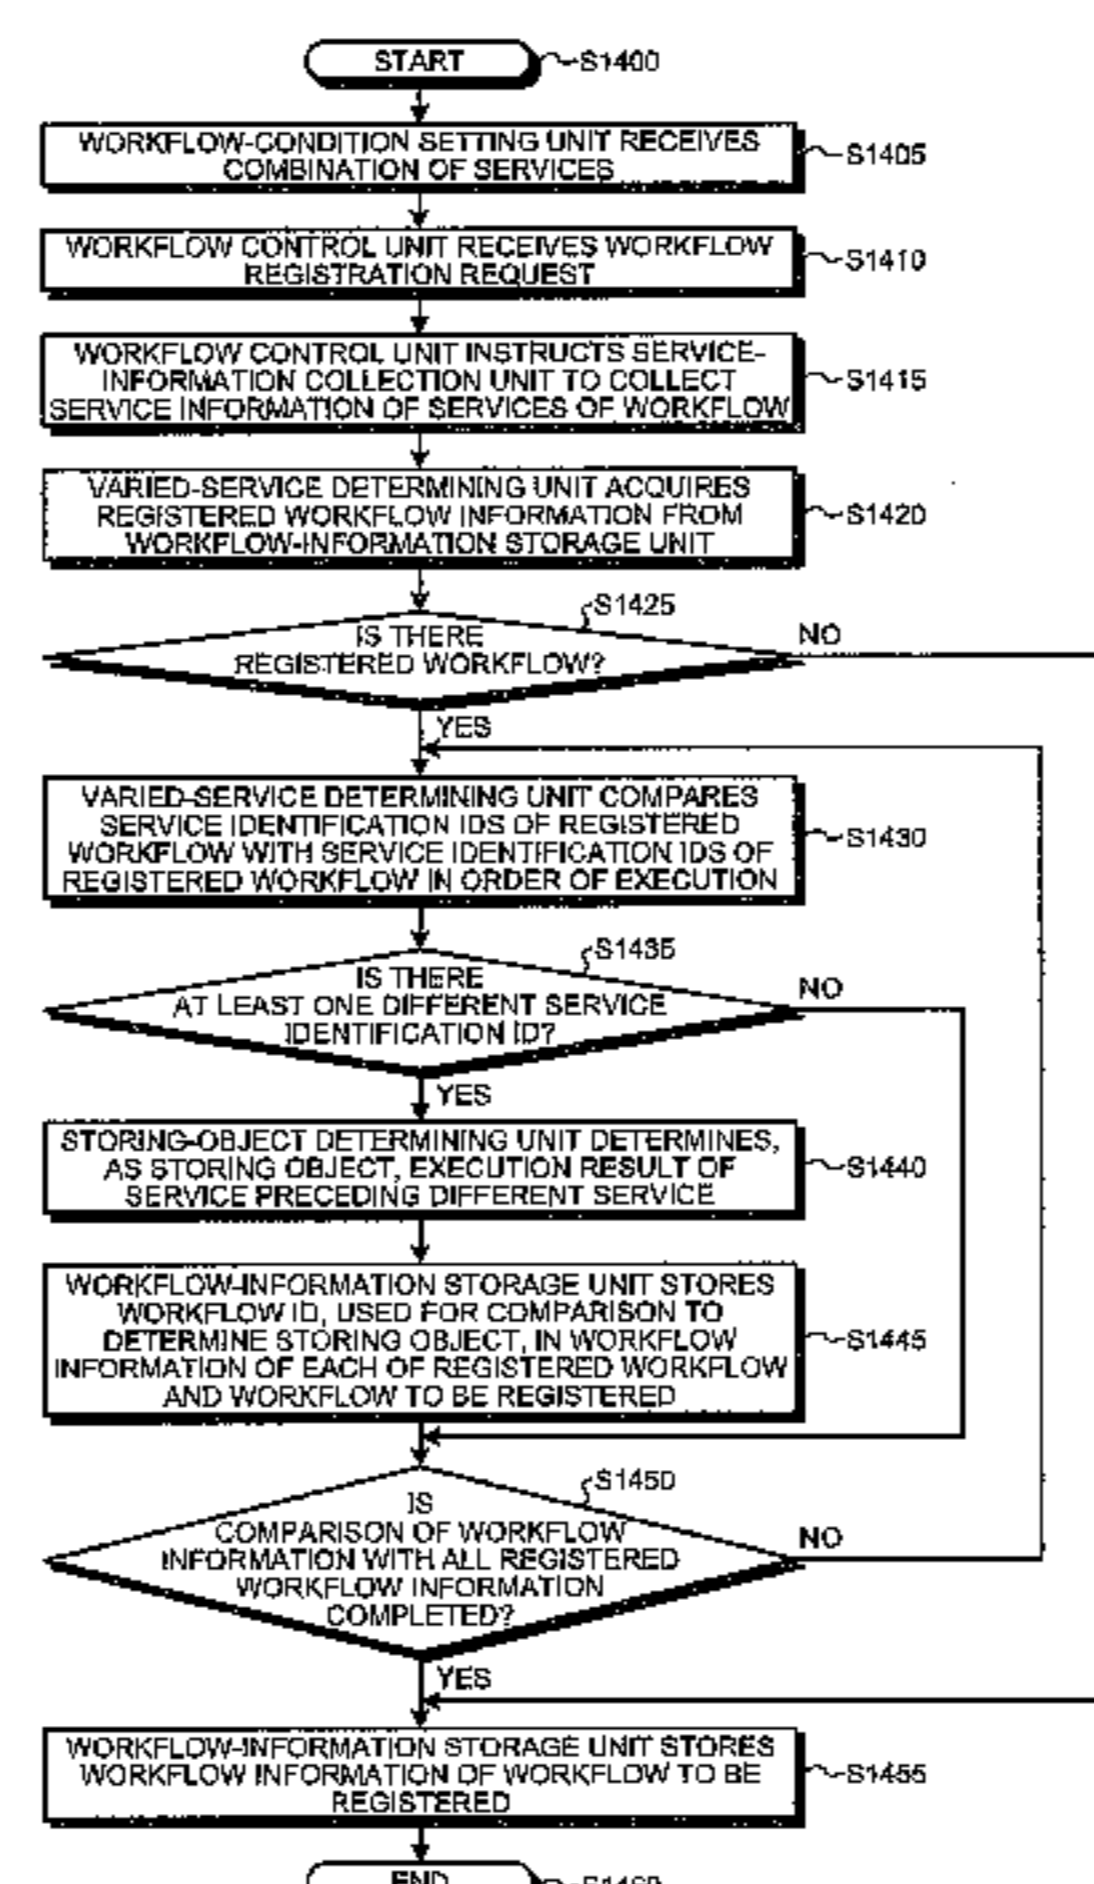 START
S1400
WORKFLOW-CONDITION SETTING UNIT RECEIVES
COMBINATION OF SERVICES
S1405
WORKFLOW CONTROL UNIT RECEIVES WORKFLOW
REGISTRATION REQUEST
S1410
WORKFLOW CONTROL UNIT INSTRUCTS SERVICE-
INFORMATION COLLECTION UNIT TO COLLECT
SERVICE INFORMATION OF SERVICES OF WORKFLOW
S1415
VARIED-SERVICE DETERMINING UNIT ACQUIRES
REGISTERED WORKFLOW INFORMATION FROM
WORKFLOW-INFORMATION STORAGE UNIT
S1420
S1425
IS THERE
REGISTERED WORKFLOW?
NO
YES
VARIED-SERVICE DETERMINING UNIT COMPARES
SERVICE IDENTIFICATION IDS OF REGISTERED
WORKFLOW WITH SERVICE IDENTIFICATION IDS OF
REGISTERED WORKFLOW IN ORDER OF EXECUTION
S1430
S1435
IS THERE
AT LEAST ONE DIFFERENT SERVICE
IDENTIFICATION ID?
NO
YES
STORING-OBJECT DETERMINING UNIT DETERMINES,
AS STORING OBJECT, EXECUTION RESULT OF
SERVICE PRECEDING DIFFERENT SERVICE
S1440
WORKFLOW-INFORMATION STORAGE UNIT STORES
WORKFLOW ID, USED FOR COMPARISON TO
DETERMINE STORING OBJECT, IN WORKFLOW
INFORMATION OF EACH OF REGISTERED WORKFLOW
AND WORKFLOW TO BE REGISTERED
S1445
S1450
IS
COMPARISON OF WORKFLOW
INFORMATION WITH ALL REGISTERED
WORKFLOW INFORMATION
COMPLETED?
NO
YES
WORKFLOW-INFORMATION STORAGE UNIT STORES
WORKFLOW INFORMATION OF WORKFLOW TO BE
REGISTERED
S1455
END
S1460